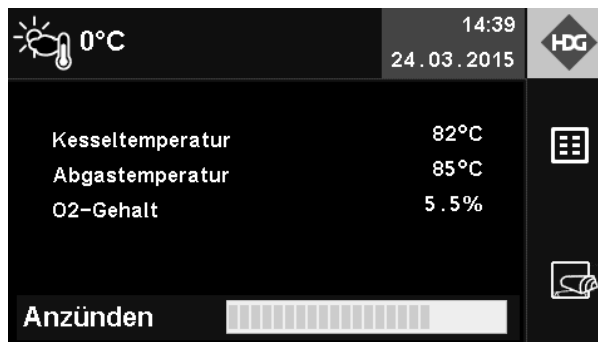 0°C
14:39
24.03.2015
HDG
Kesseltemperatur 82°C
Abgastemperatur 85°C
O2-Gehalt 5.5%
Anzünden